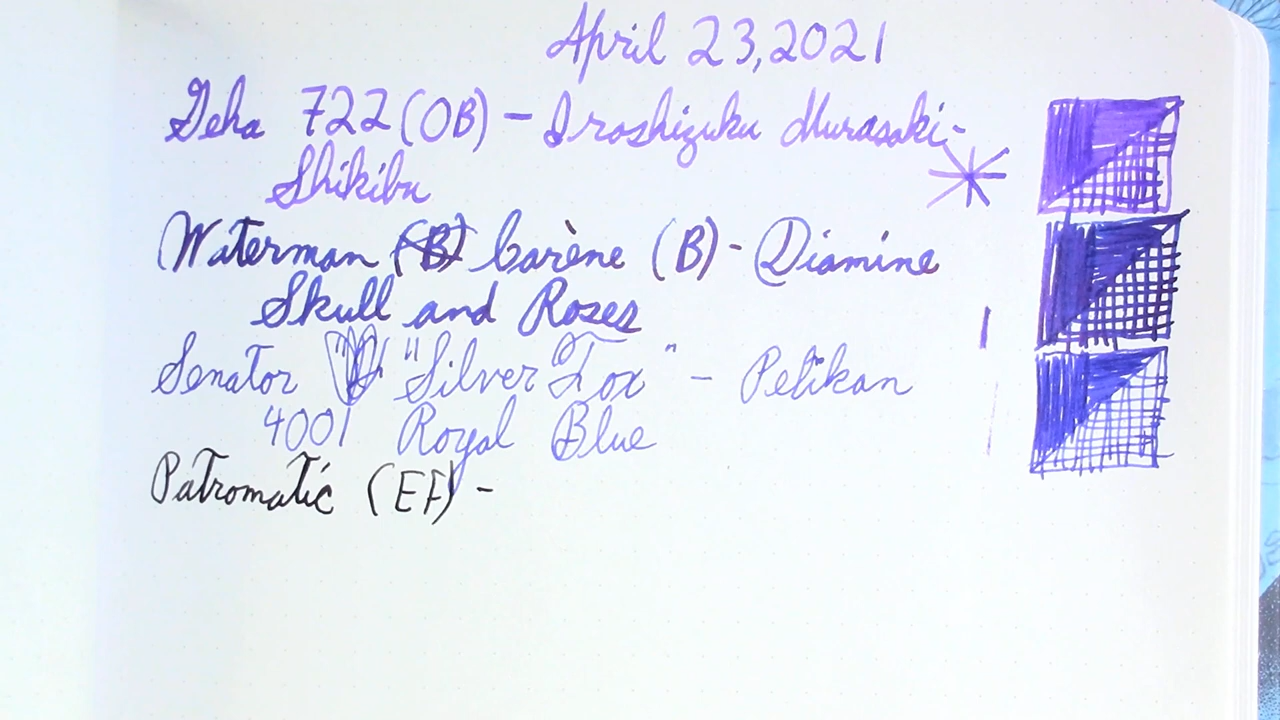 April 23, 2021
Geha 722 (OB) - Iroshizuku Murasaki-
Shikibu
Waterman (B) Carène (B) - Diamine
Skull and Roses
Senator "Silver Fox" - Pelikan
4001 Royal Blue
Patromatic (EF) -